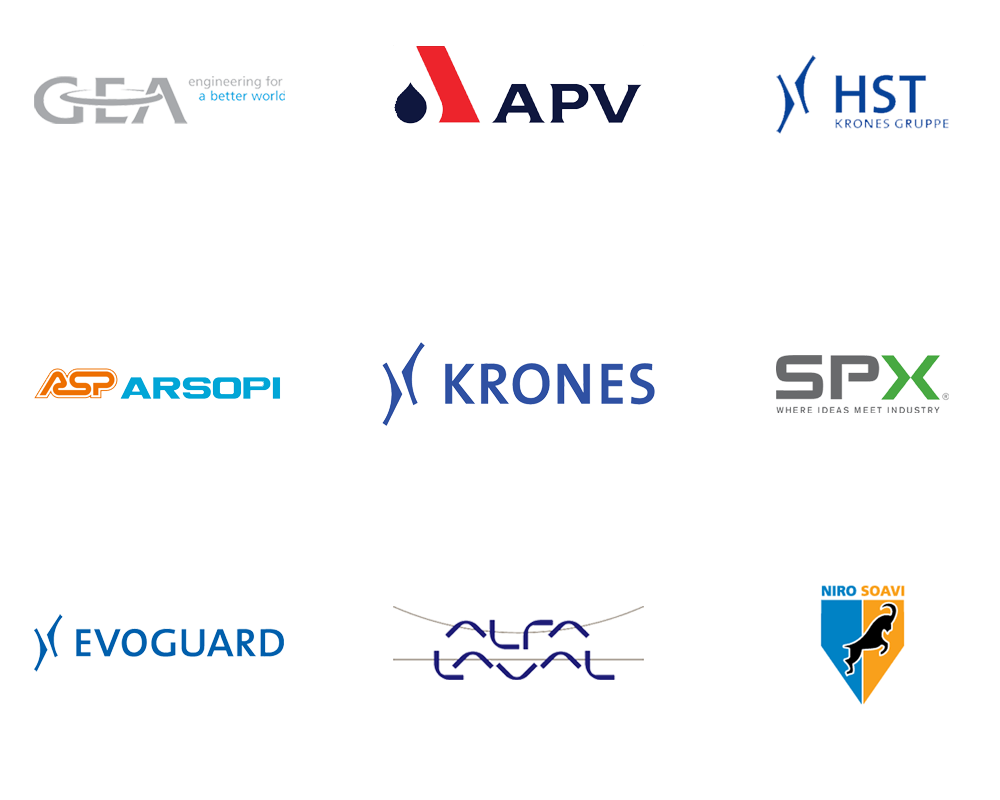 GEA engineering for
a better world
APV
HST
KRONES GRUPPE
ASP ARSOPI
KRONES
SPX®
WHERE IDEAS MEET INDUSTRY
EVOGUARD
ALFA
LAVAL
NIRO SOAVI